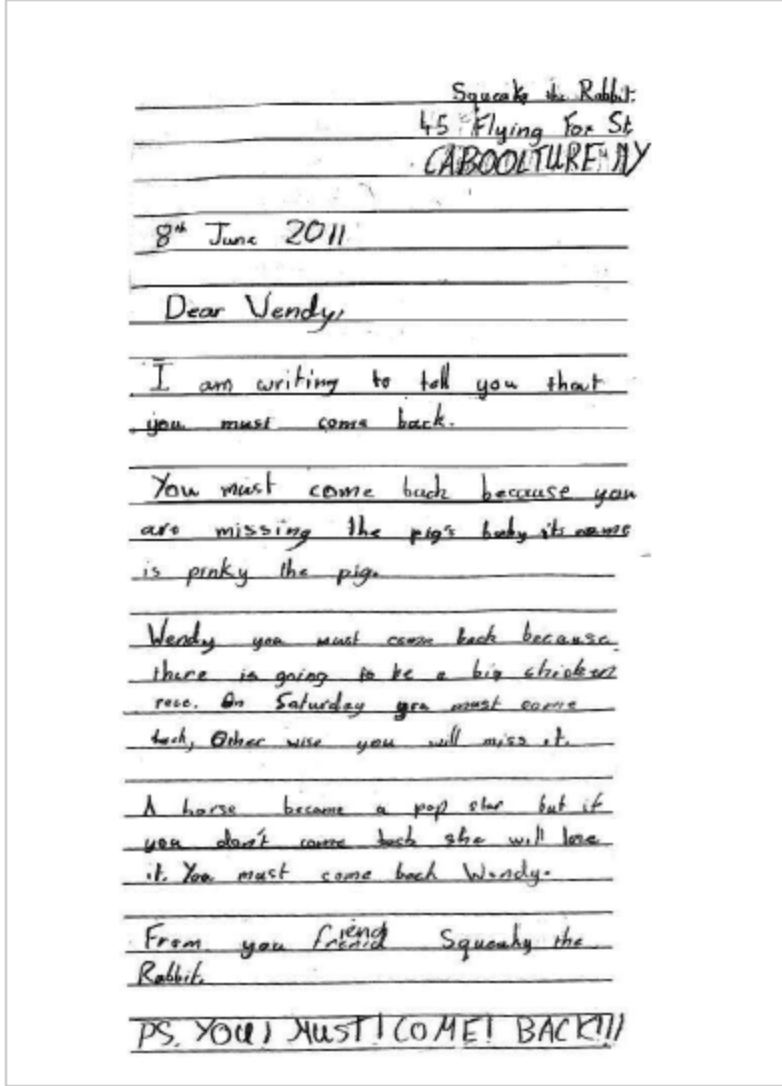 Squeaky the Rabbit.
45 Flying Fox St
CABOOLTURE NY
8th June 2011
Dear Wendy,
I am writing to tell you that
you must come back.
You must come back because you
are missing the pig's baby its name
is pinky the pig.
Wendy you must come back because
there is going to be a big chicken
race. On Saturday you must come
back, Other wise you will miss it.
A horse became a pop star but if
you don't come back she will lose
it. You must come back Wendy.
From you friend Squeaky the
Rabbit.
PS. YOU! MUST! COME! BACK!!!